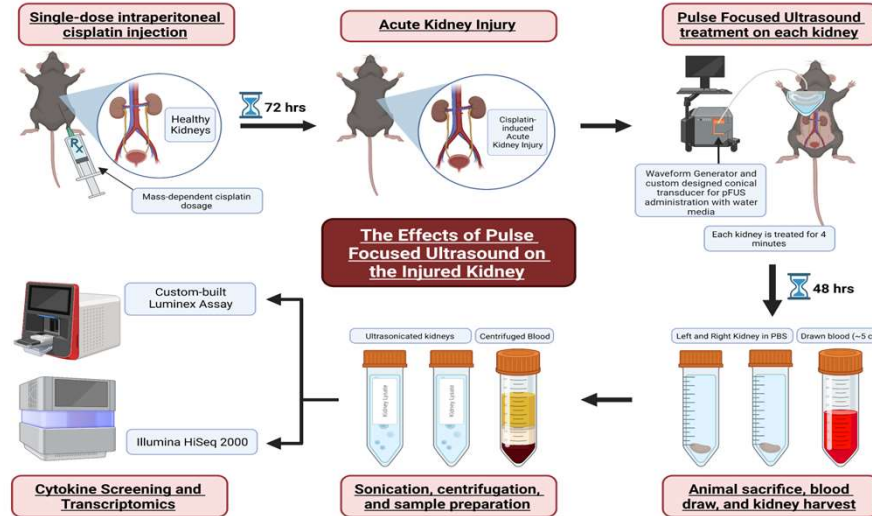 Single-dose intraperitoneal
cisplatin injection
Acute Kidney Injury
Pulse Focused Ultrasound
treatment on each kidney
Healthy
Kidneys
72 hrs
Rx
Mass-dependent cisplatin
dosage
Cisplatin-
induced
Acute
Kidney Injury
Waveform Generator and
custom designed conical
transducer for pFUS
administration with water
media
Each kidney is treated for 4
minutes
The Effects of Pulse
Focused Ultrasound on
the Injured Kidney
48 hrs
Custom-built
Luminex Assay
Illumina HiSeq 2000
Ultrasonicated kidneys
Centrifuged Blood
Kidney Lysate
Kidney Lysate
Left and Right Kidney in PBS
Drawn blood (~5 c
Cytokine Screening and
Transcriptomics
Sonication, centrifugation,
and sample preparation
Animal sacrifice, blood
draw, and kidney harvest